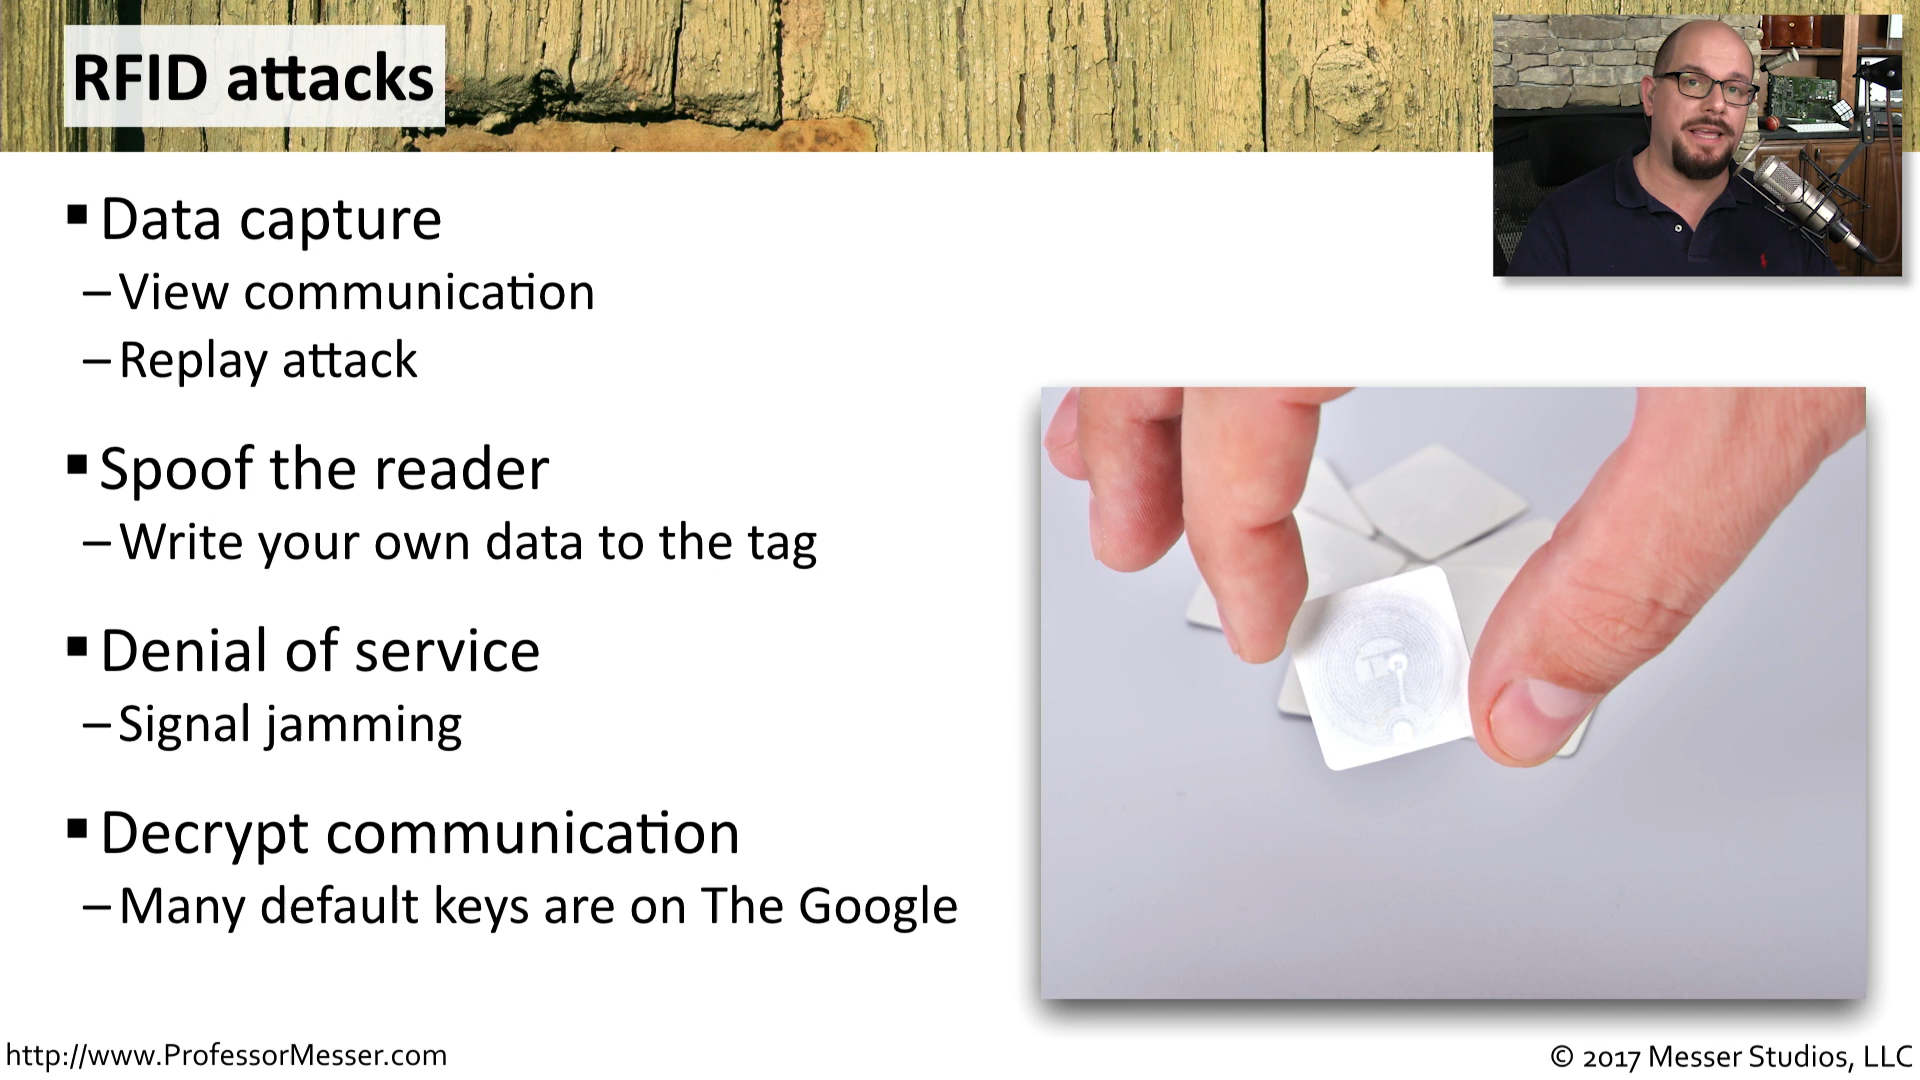 RFID attacks
▪ Data capture
– View communication
– Replay attack
▪ Spoof the reader
– Write your own data to the tag
▪ Denial of service
– Signal jamming
▪ Decrypt communication
– Many default keys are on The Google
http://www.ProfessorMesser.com
© 2017 Messer Studios, LLC